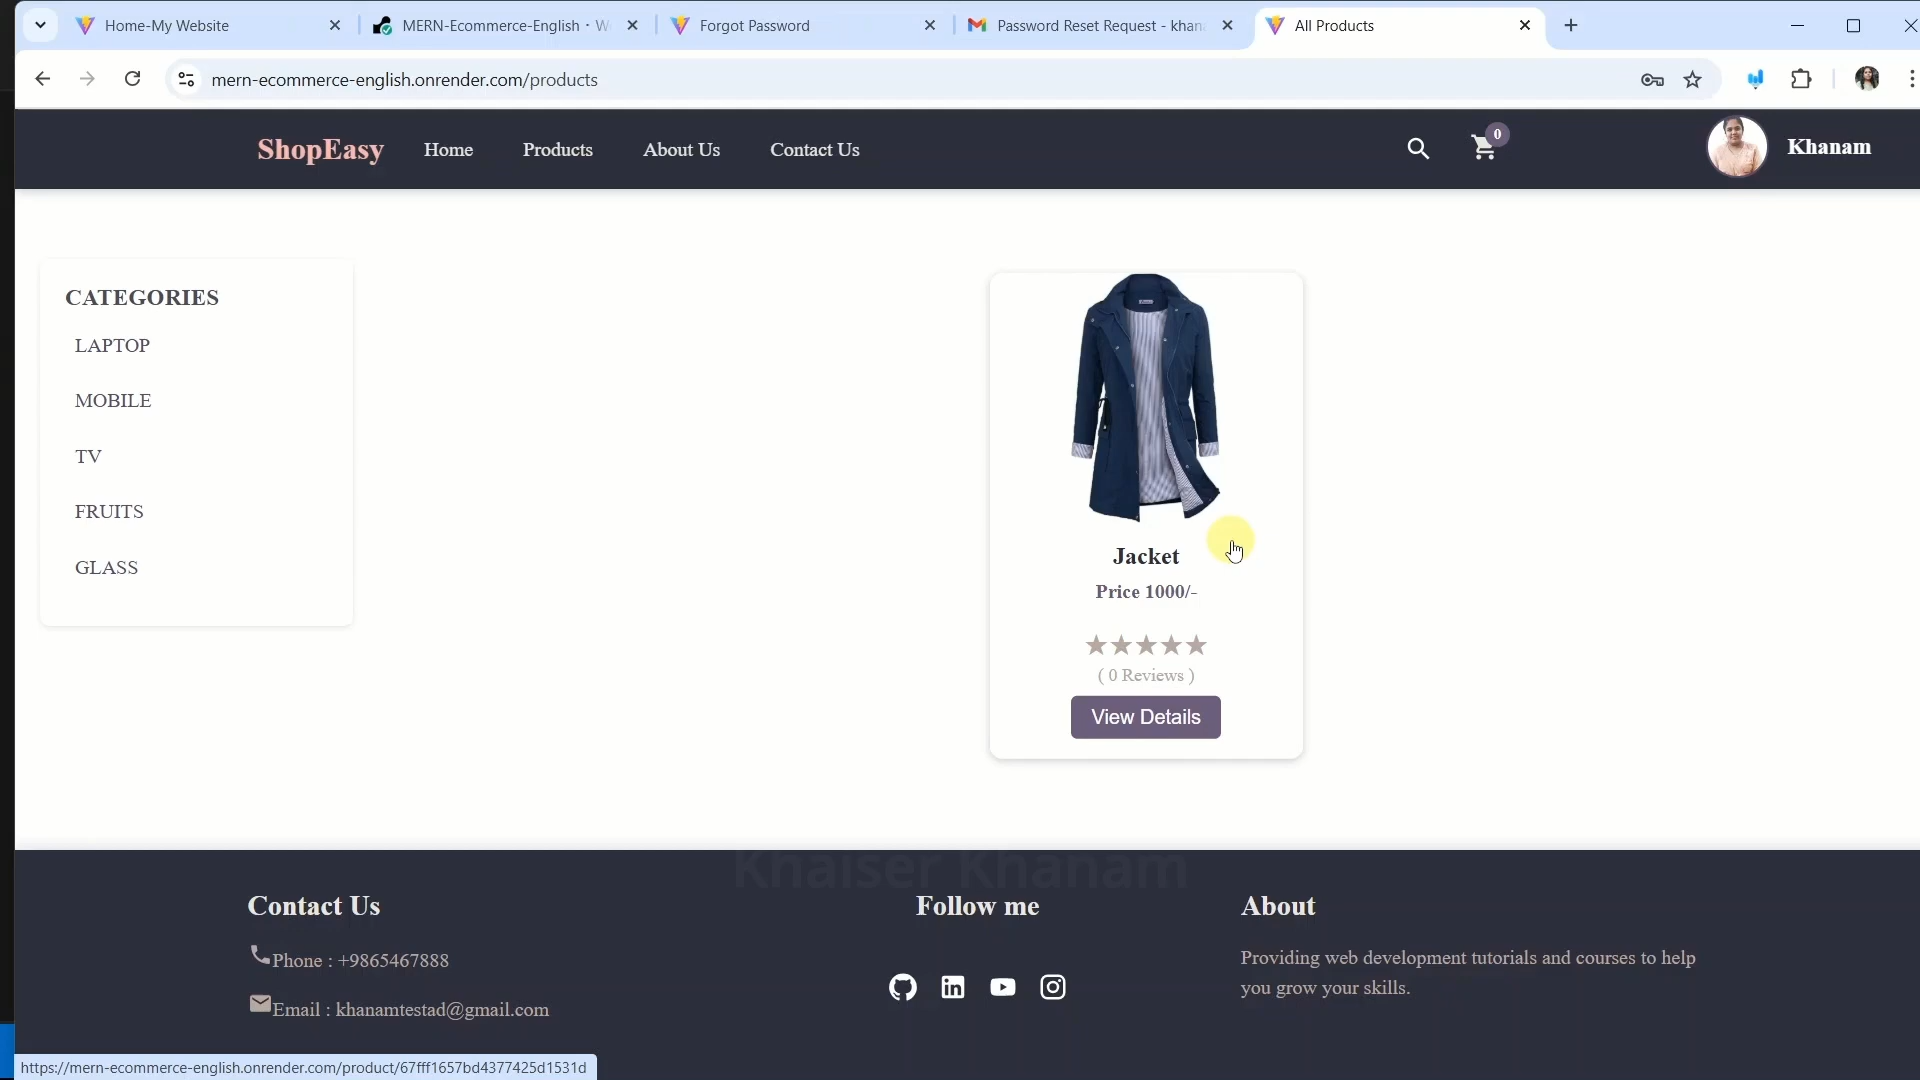 Home-My Website
MERN-Ecommerce-English · W
Forgot Password
Password Reset Request - khan
All Products
mern-ecommerce-english.onrender.com/products
ShopEasy
Home
Products
About Us
Contact Us
0
Khanam
CATEGORIES
LAPTOP
MOBILE
TV
FRUITS
GLASS
Jacket
Price 1000/-
( 0 Reviews )
View Details
Khaiser Khanam
Contact Us
Phone : +9865467888
Email : khanamtestad@gmail.com
Follow me
About
Providing web development tutorials and courses to help
you grow your skills.
https://mern-ecommerce-english.onrender.com/product/67fff1657bd4377425d1531d